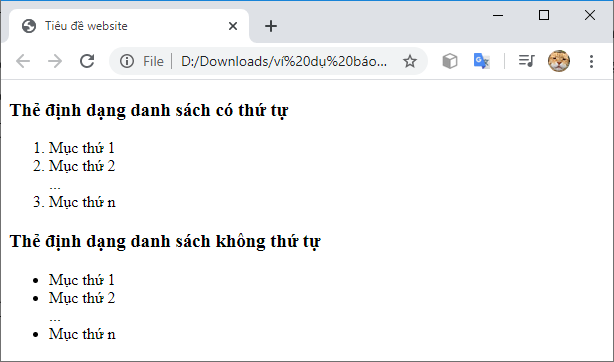 Tiêu đề website
File
D:/Downloads/ví%20dụ%20báo...
Thẻ định dạng danh sách có thứ tự
1. Mục thứ 1
2. Mục thứ 2
...
3. Mục thứ n
Thẻ định dạng danh sách không thứ tự
• Mục thứ 1
• Mục thứ 2
...
• Mục thứ n